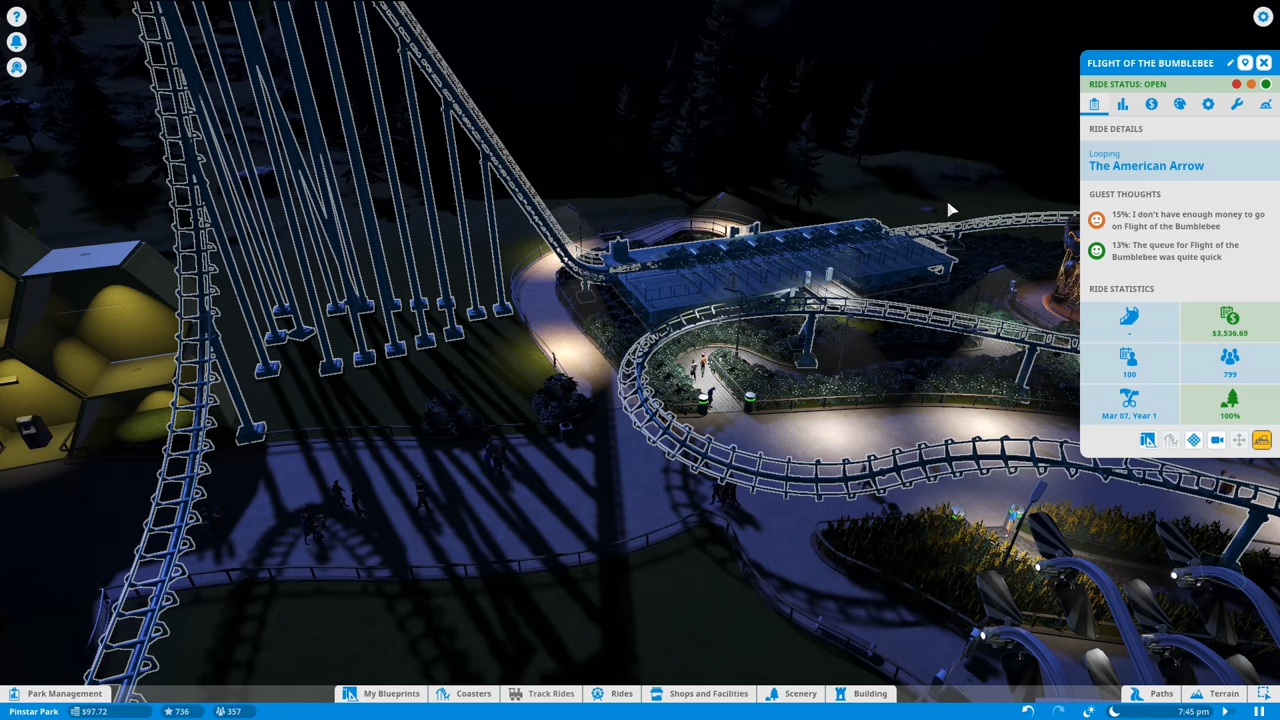 ?
FLIGHT OF THE BUMBLEBEE
RIDE STATUS: OPEN
RIDE DETAILS
Looping
The American Arrow
GUEST THOUGHTS
15%: I don't have enough money to go
on Flight of the Bumblebee
13%: The queue for Flight of the
Bumblebee was quite quick
RIDE STATISTICS
-
$3,536.69
100
799
Mar 07, Year 1
100%
Park Management
My Blueprints
Coasters
Track Rides
Rides
Shops and Facilities
Scenery
Building
Paths
Terrain
Pinstar Park
$97.72
736
357
7:45 pm